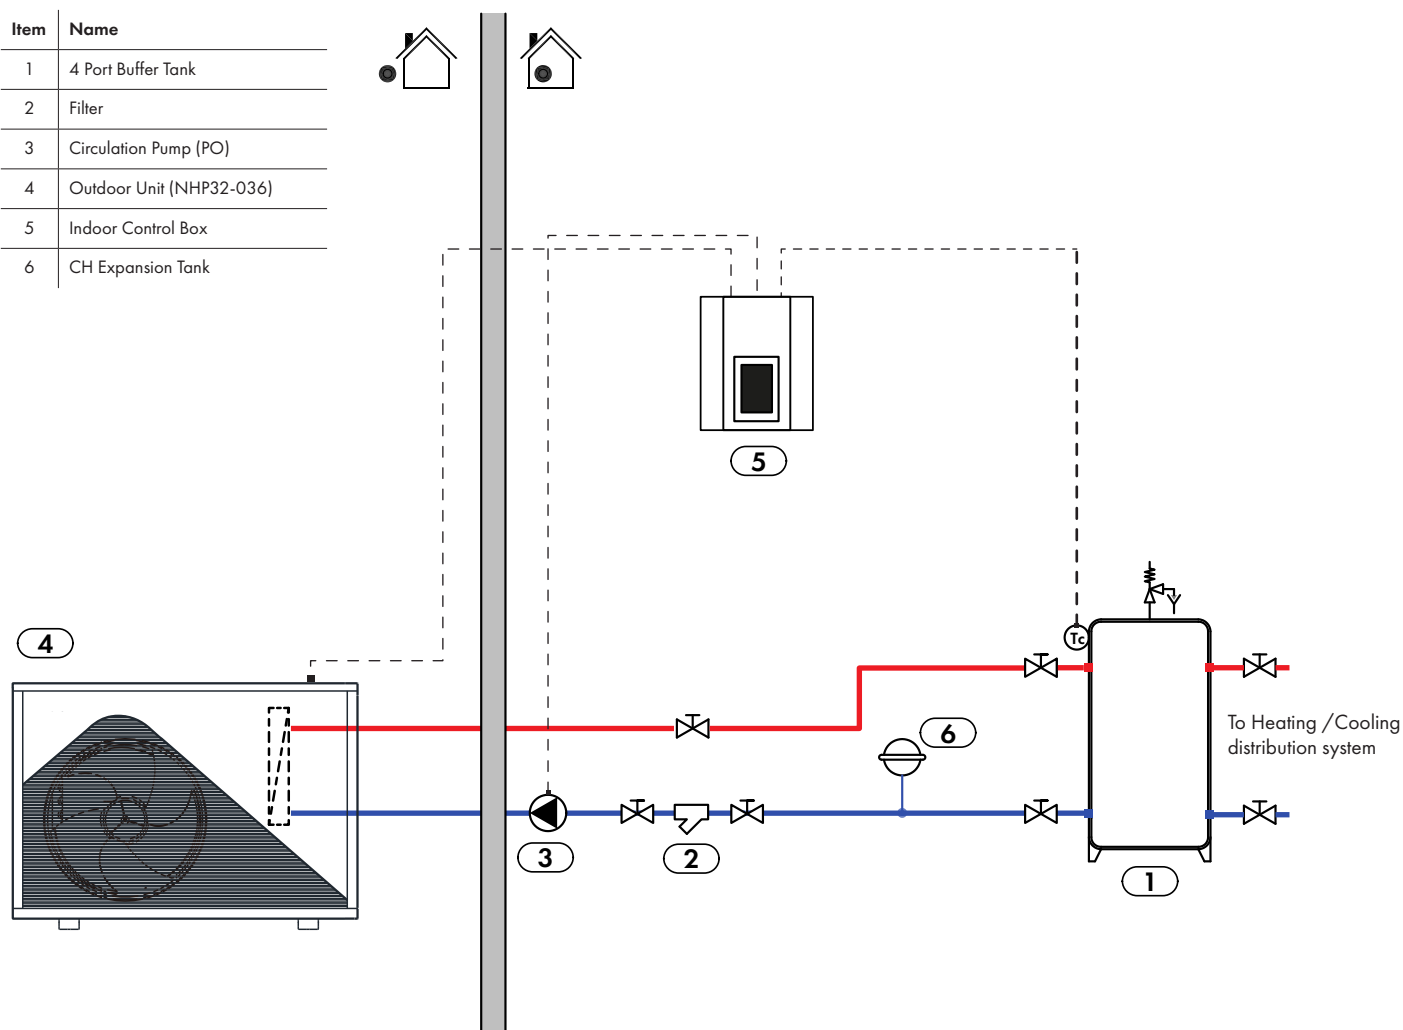 Item Name
1 4 Port Buffer Tank
2 Filter
3 Circulation Pump (PO)
4 Outdoor Unit (NHP32-036)
5 Indoor Control Box
6 CH Expansion Tank
5
4
Tc
6
To Heating /Cooling
distribution system
3
2
1